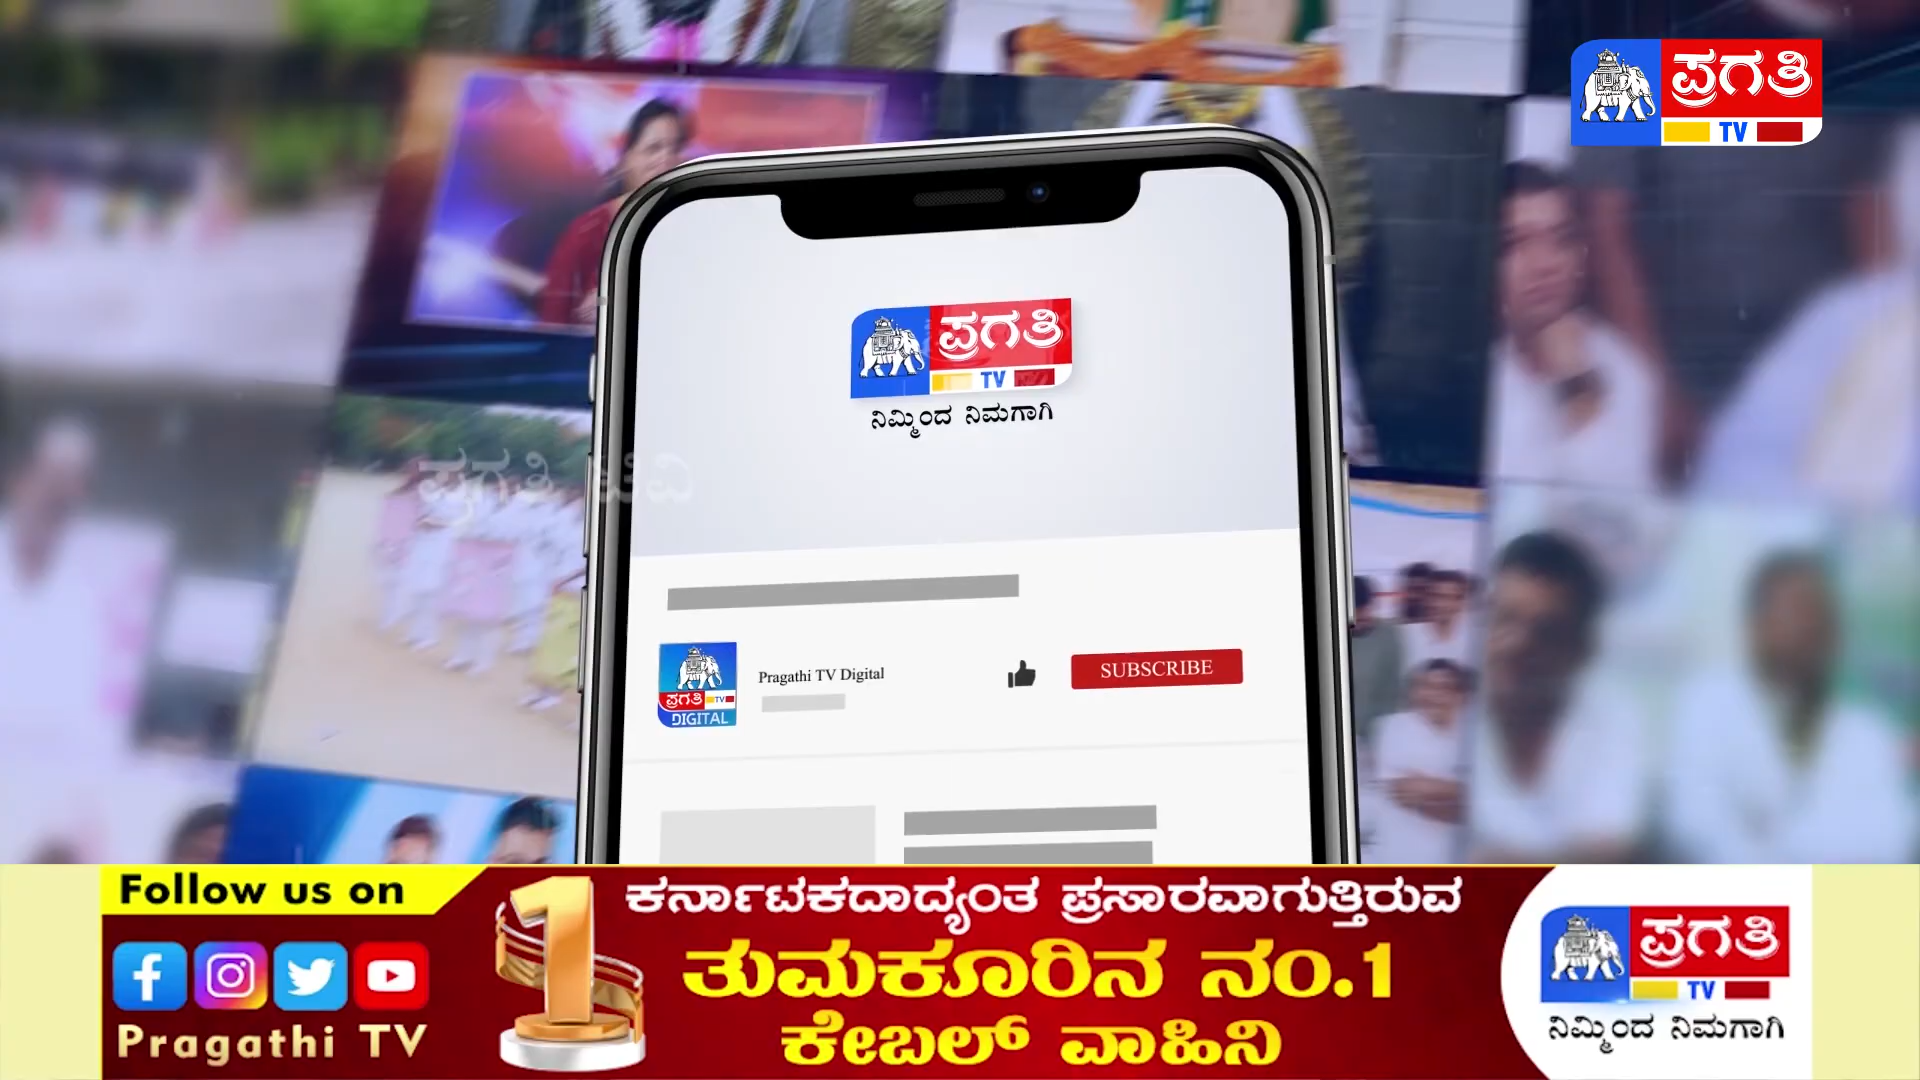 ಪ್ರಗತಿ
TV
ಪ್ರಗತಿ
TV
ನಿಮ್ಮಿಂದ ನಿಮಗಾಗಿ
ಪ್ರಗತಿ ಟಿವಿ
Pragathi TV Digital
SUBSCRIBE
ಪ್ರಗತಿ TV
DIGITAL
Follow us on
Pragathi TV
1
ಕರ್ನಾಟಕದಾದ್ಯಂತ ಪ್ರಸಾರವಾಗುತ್ತಿರುವ
ತುಮಕೂರಿನ ನಂ.1
ಕೇಬಲ್ ವಾಹಿನಿ
ಪ್ರಗತಿ
TV
ನಿಮ್ಮಿಂದ ನಿಮಗಾಗಿ